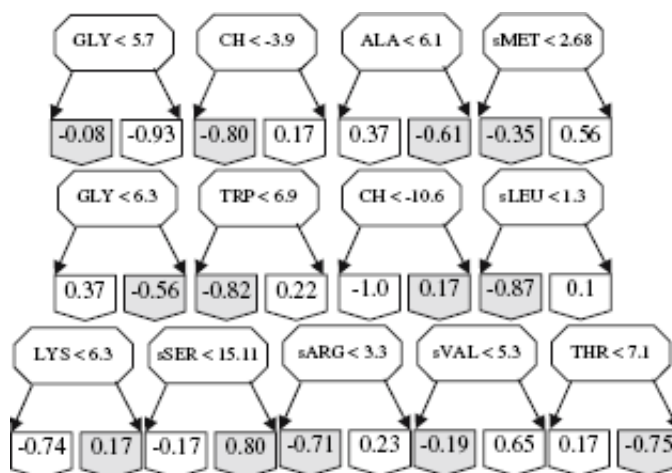 GLY < 5.7 CH < -3.9 ALA < 6.1 sMET < 2.68
-0.08 -0.93 -0.80 0.17 0.37 -0.61 -0.35 0.56
GLY < 6.3 TRP < 6.9 CH < -10.6 sLEU < 1.3
0.37 -0.56 -0.82 0.22 -1.0 0.17 -0.87 0.1
LYS < 6.3 sSER < 15.11 sARG < 3.3 sVAL < 5.3 THR < 7.1
-0.74 0.17 -0.17 0.80 -0.71 0.23 -0.19 0.65 0.17 -0.75